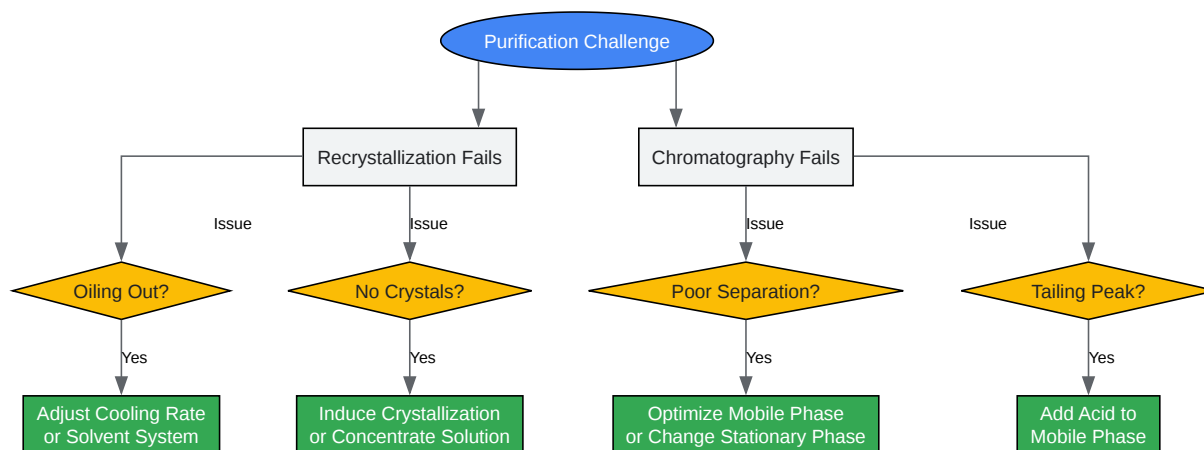 Purification Challenge
Recrystallization Fails
Chromatography Fails
Issue
Issue
Issue
Issue
Oiling Out?
No Crystals?
Poor Separation?
Tailing Peak?
Yes
Yes
Yes
Yes
Adjust Cooling Rate
or Solvent System
Induce Crystallization
or Concentrate Solution
Optimize Mobile Phase
or Change Stationary Phase
Add Acid to
Mobile Phase